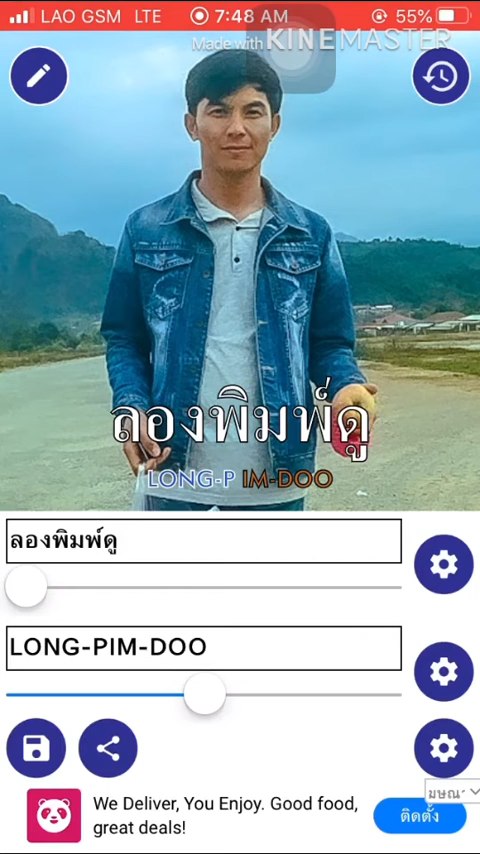 LAO GSM LTE 7:48 AM 55%
Made with KINEMASTER
ลองพิมพ์ดู
LONG-P IM-DOO
ลองพิมพ์ดู
LONG-PIM-DOO
We Deliver, You Enjoy. Good food,
great deals!
ติดตั้ง